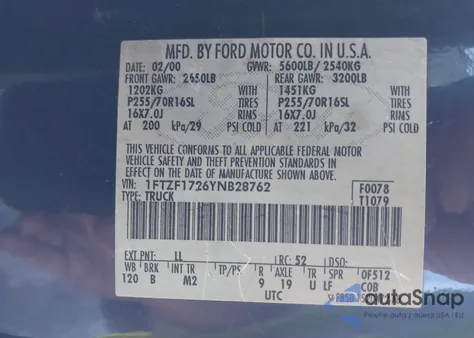 MFD. BY FORD MOTOR CO. IN U.S.A.
DATE: 02/00 GVWR: 5600LB/ 2540KG
FRONT GAWR: 2650LB REAR GAWR: 3200LB
1202KG WITH 1451KG WITH
P255/70R16SL TIRES P255/70R16SL TIRES
16X7.0J RIMS 16X7.0J RIMS
AT 200 kPa/29 PSI COLD AT 221 kPa/32 PSI COLD
THIS VEHICLE CONFORMS TO ALL APPLICABLE FEDERAL MOTOR
VEHICLE SAFETY AND THEFT PREVENTION STANDARDS IN
EFFECT ON THE DATE OF MANUFACTURE SHOWN ABOVE.
VIN: 1FTZF1726YNB28762 F0078
TYPE: TRUCK T1079
EXT PNT: LL RC: 52 DSO:
WB BRK INT TR TP/PS R AXLE TR SPR 0F512
120 B M2 9 19 U LF COB
UTC
autoSnap